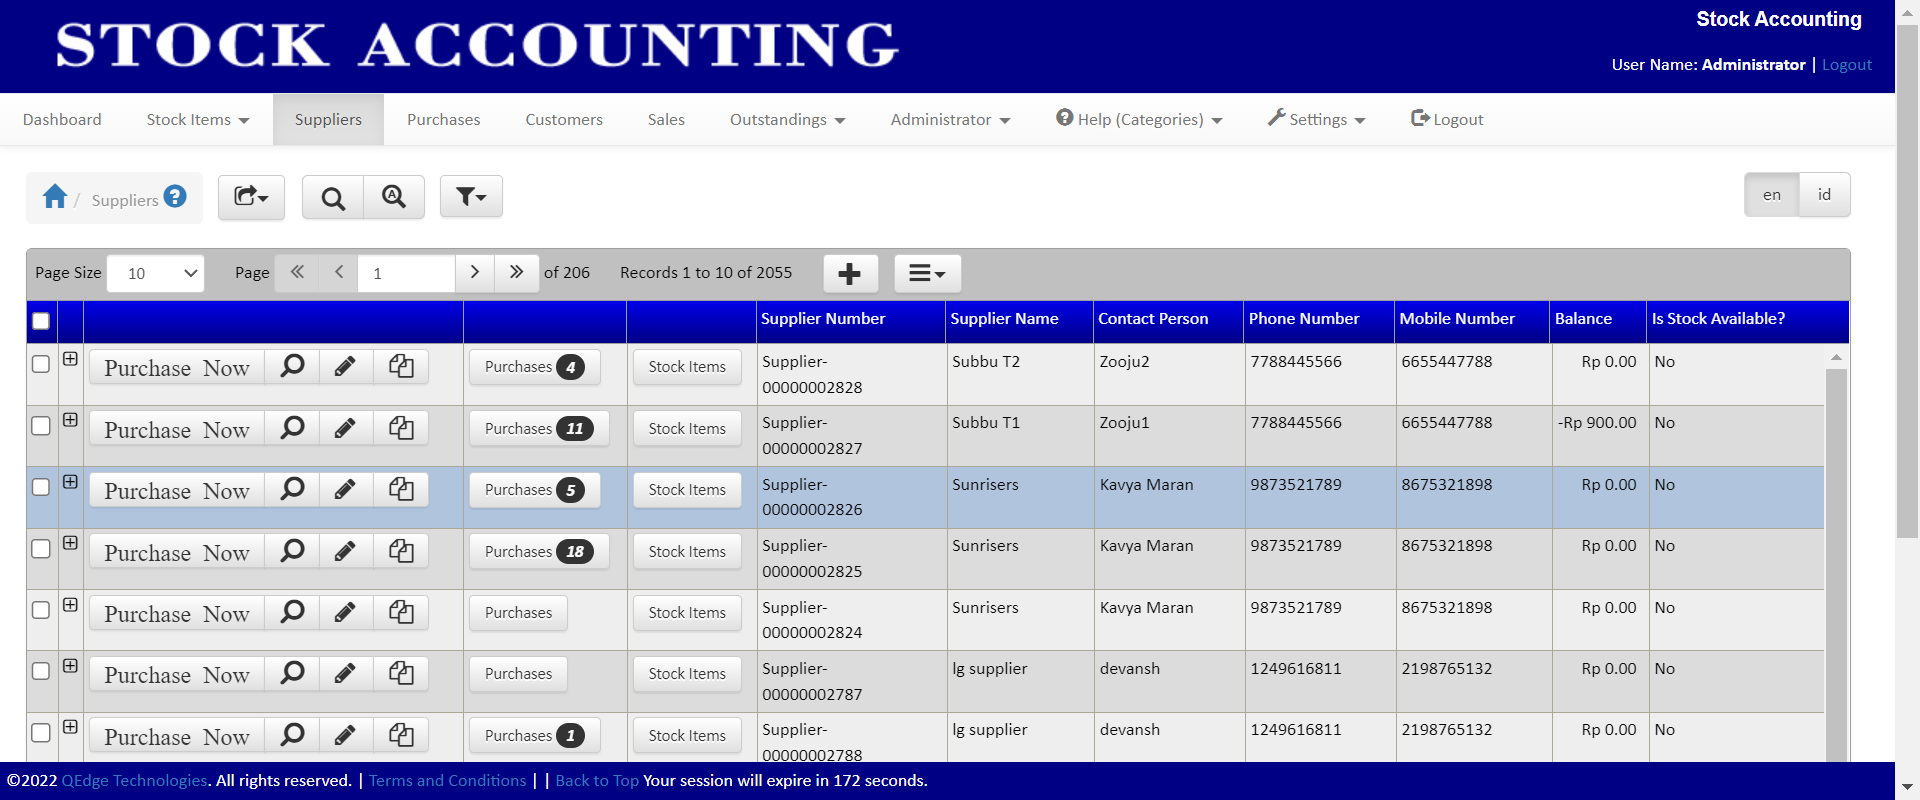 STOCK ACCOUNTING
Stock Accounting
User Name: Administrator | Logout
Dashboard Stock Items Suppliers Purchases Customers Sales Outstandings Administrator Help (Categories) Settings Logout
/ Suppliers en id
Page Size 10 Page 1 of 206 Records 1 to 10 of 2055
Supplier Number Supplier Name Contact Person Phone Number Mobile Number Balance Is Stock Available?
Purchase Now Purchases 4 Stock Items Supplier- Subbu T2 Zooju2 7788445566 6655447788 Rp 0.00 No
00000002828
Purchase Now Purchases 11 Stock Items Supplier- Subbu T1 Zooju1 7788445566 6655447788 -Rp 900.00 No
00000002827
Purchase Now Purchases 5 Stock Items Supplier- Sunrisers Kavya Maran 9873521789 8675321898 Rp 0.00 No
00000002826
Purchase Now Purchases 18 Stock Items Supplier- Sunrisers Kavya Maran 9873521789 8675321898 Rp 0.00 No
00000002825
Purchase Now Purchases Stock Items Supplier- Sunrisers Kavya Maran 9873521789 8675321898 Rp 0.00 No
00000002824
Purchase Now Purchases Stock Items Supplier- lg supplier devansh 1249616811 2198765132 Rp 0.00 No
00000002787
Purchase Now Purchases 1 Stock Items Supplier- lg supplier devansh 1249616811 2198765132 Rp 0.00 No
00000002788
©2022 QEdge Technologies. All rights reserved. | Terms and Conditions | | Back to Top Your session will expire in 172 seconds.